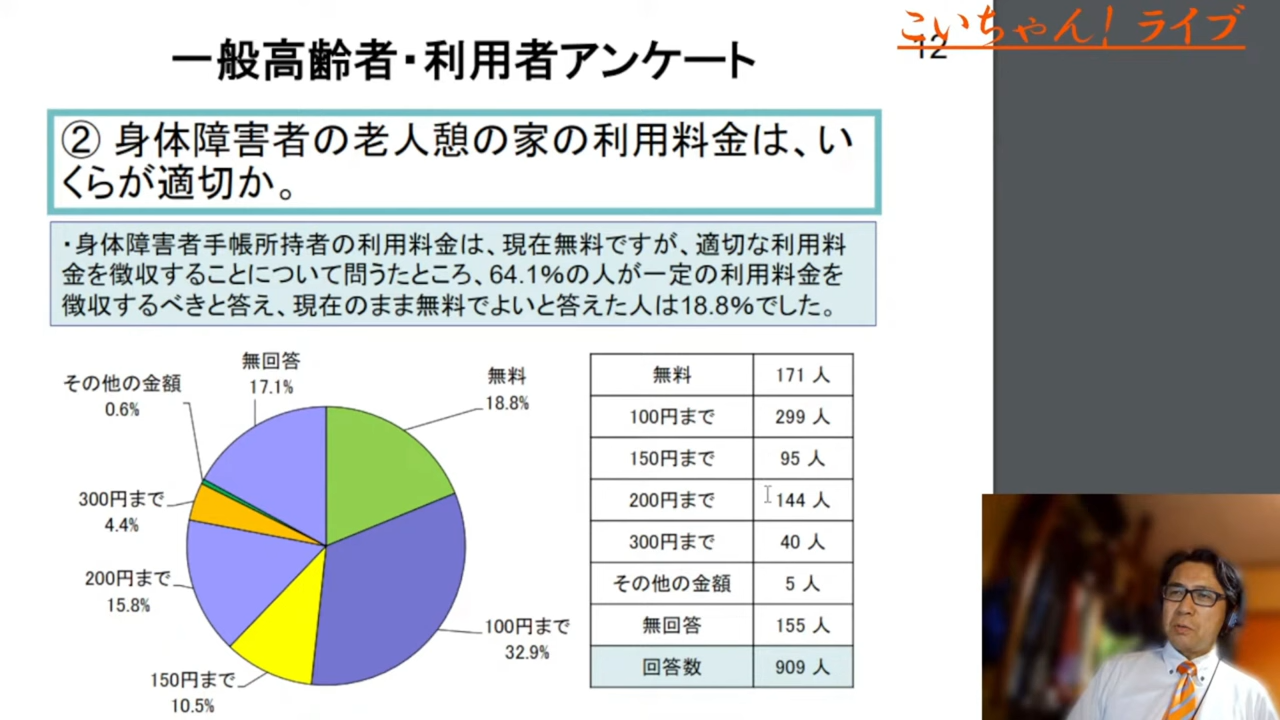 こいちゃん！ライブ
12
一般高齢者・利用者アンケート
② 身体障害者の老人憩の家の利用料金は、い
くらが適切か。
・身体障害者手帳所持者の利用料金は、現在無料ですが、適切な利用料
金を徴収することについて問うたところ、64.1%の人が一定の利用料金を
徴収するべきと答え、現在のまま無料でよいと答えた人は18.8%でした。
無回答
17.1%
その他の金額
0.6%
無料
18.8%
300円まで
4.4%
200円まで
15.8%
150円まで
10.5%
100円まで
32.9%
無料 171 人
100円まで 299 人
150円まで 95 人
200円まで 144 人
300円まで 40 人
その他の金額 5 人
無回答 155 人
回答数 909 人